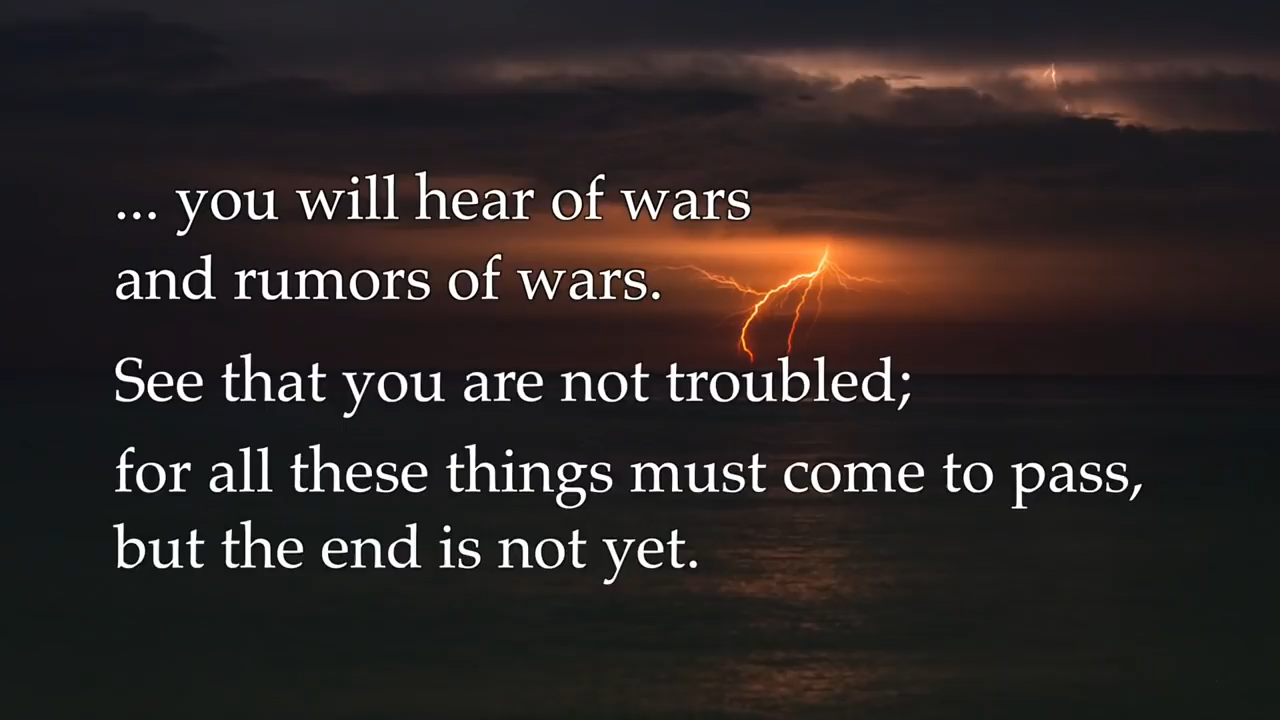 ... you will hear of wars
and rumors of wars.
See that you are not troubled;
for all these things must come to pass,
but the end is not yet.